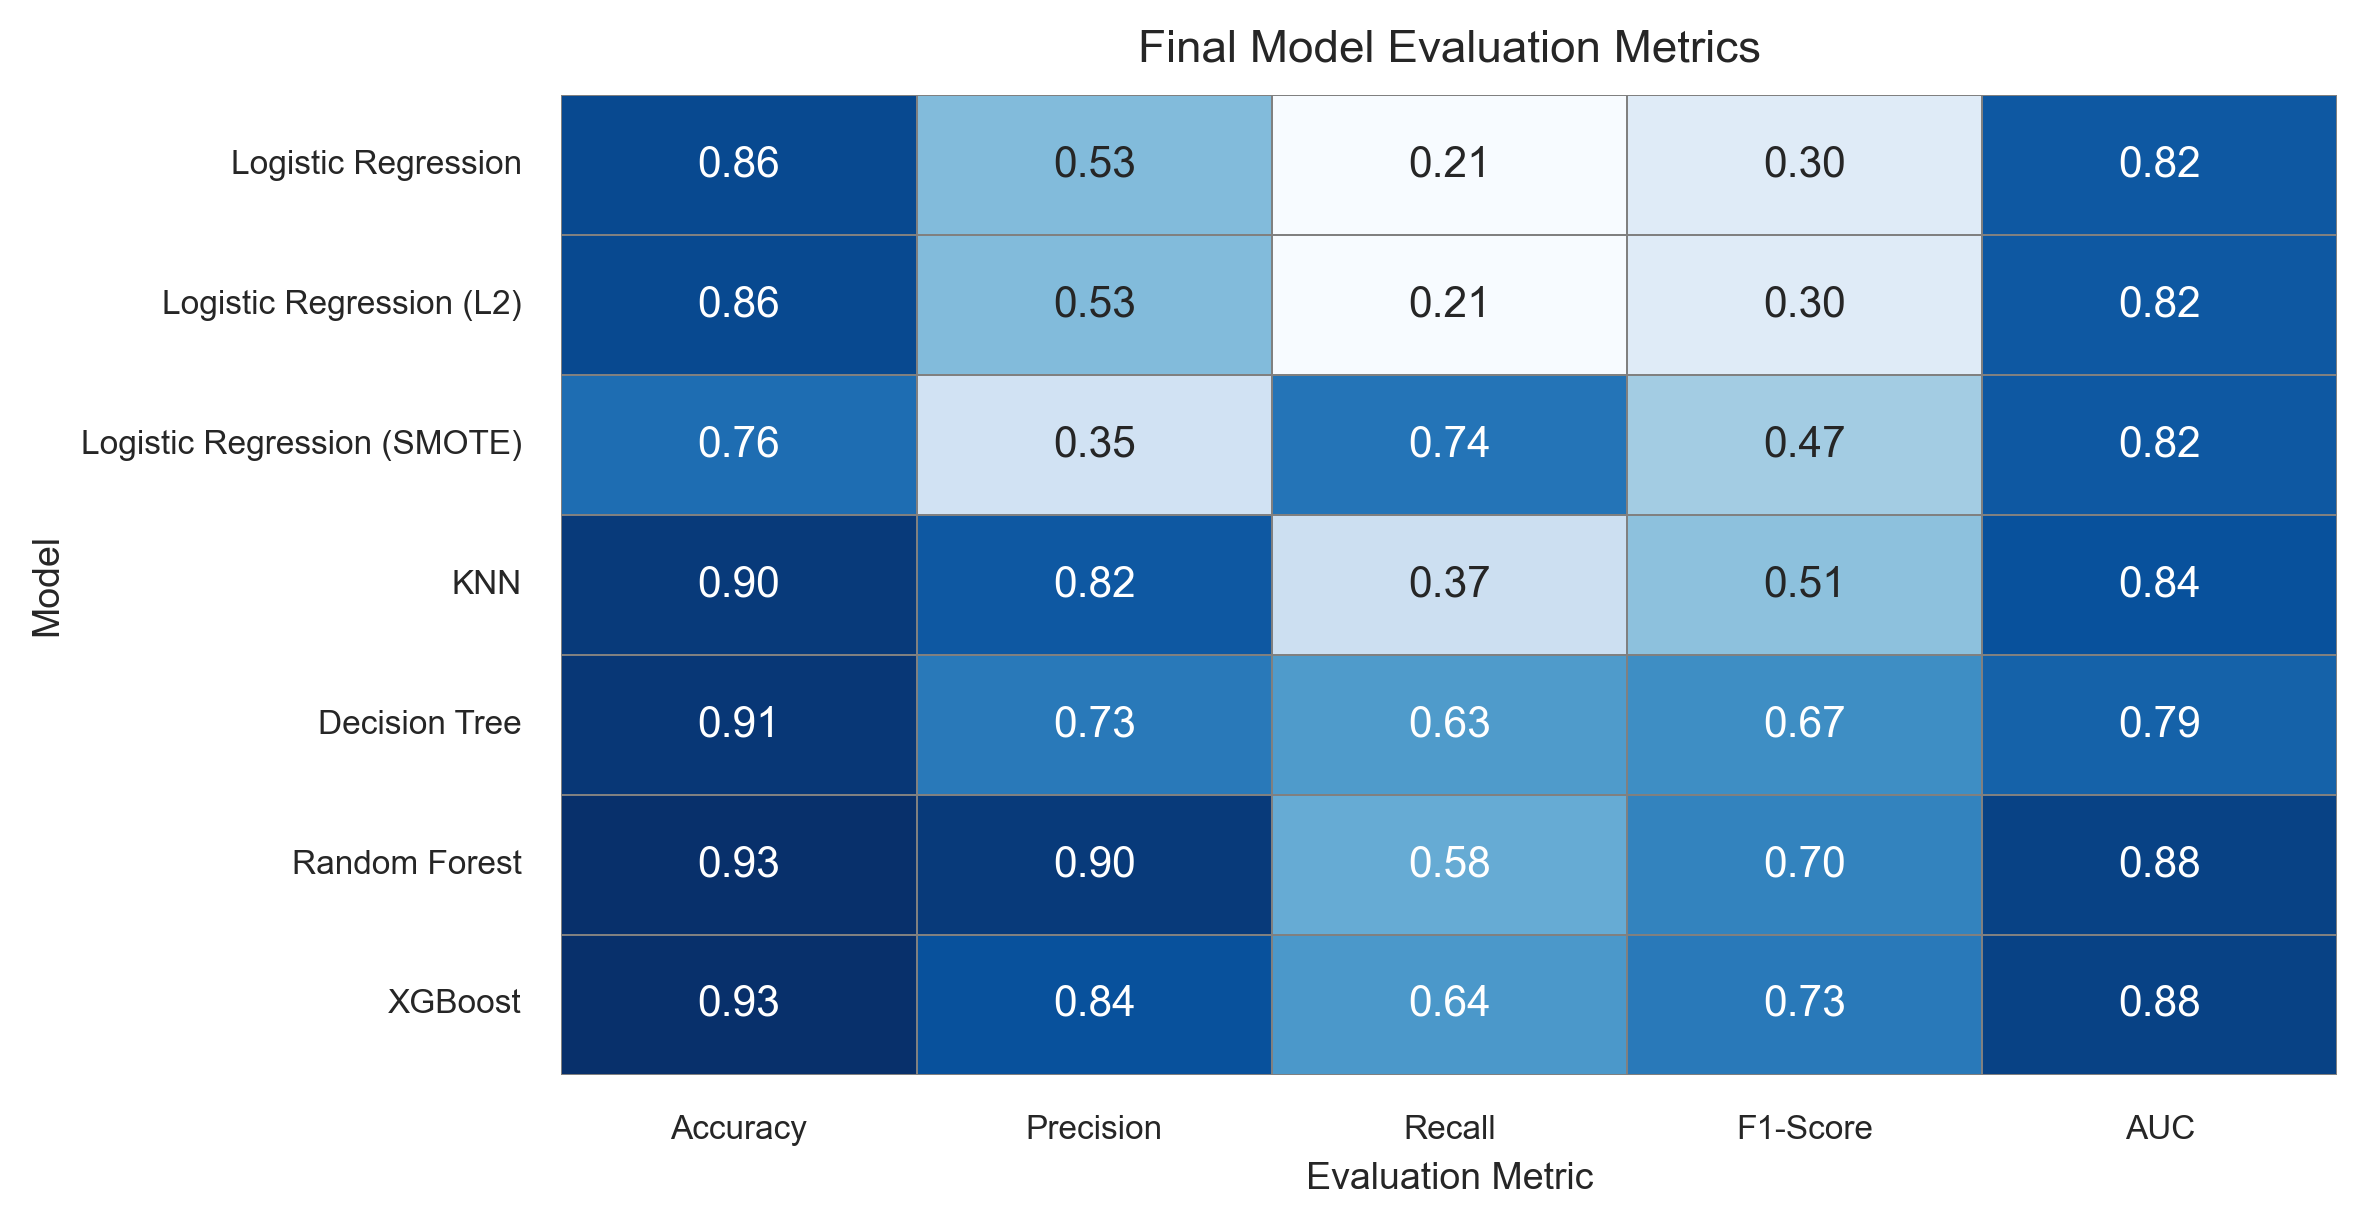 Final Model Evaluation Metrics
Logistic Regression 0.86 0.53 0.21 0.30 0.82
Logistic Regression (L2) 0.86 0.53 0.21 0.30 0.82
Logistic Regression (SMOTE) 0.76 0.35 0.74 0.47 0.82
Model
KNN 0.90 0.82 0.37 0.51 0.84
Decision Tree 0.91 0.73 0.63 0.67 0.79
Random Forest 0.93 0.90 0.58 0.70 0.88
XGBoost 0.93 0.84 0.64 0.73 0.88
Accuracy Precision Recall F1-Score AUC
Evaluation Metric